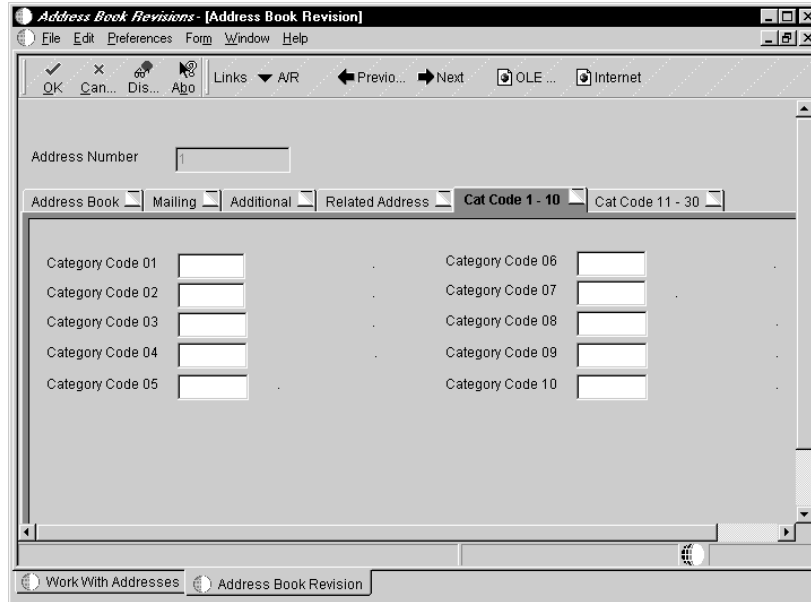 Address Book Revisions - [Address Book Revision]
File Edit Preferences Form Window Help
OK Can... Dis... Abo Links A/R Previo... Next OLE ... Internet
Address Number 1
Address Book Mailing Additional Related Address Cat Code 1 - 10 Cat Code 11 - 30
Category Code 01 . Category Code 06 .
Category Code 02 . Category Code 07 .
Category Code 03 . Category Code 08 .
Category Code 04 . Category Code 09 .
Category Code 05 . Category Code 10 .
Work With Addresses Address Book Revision